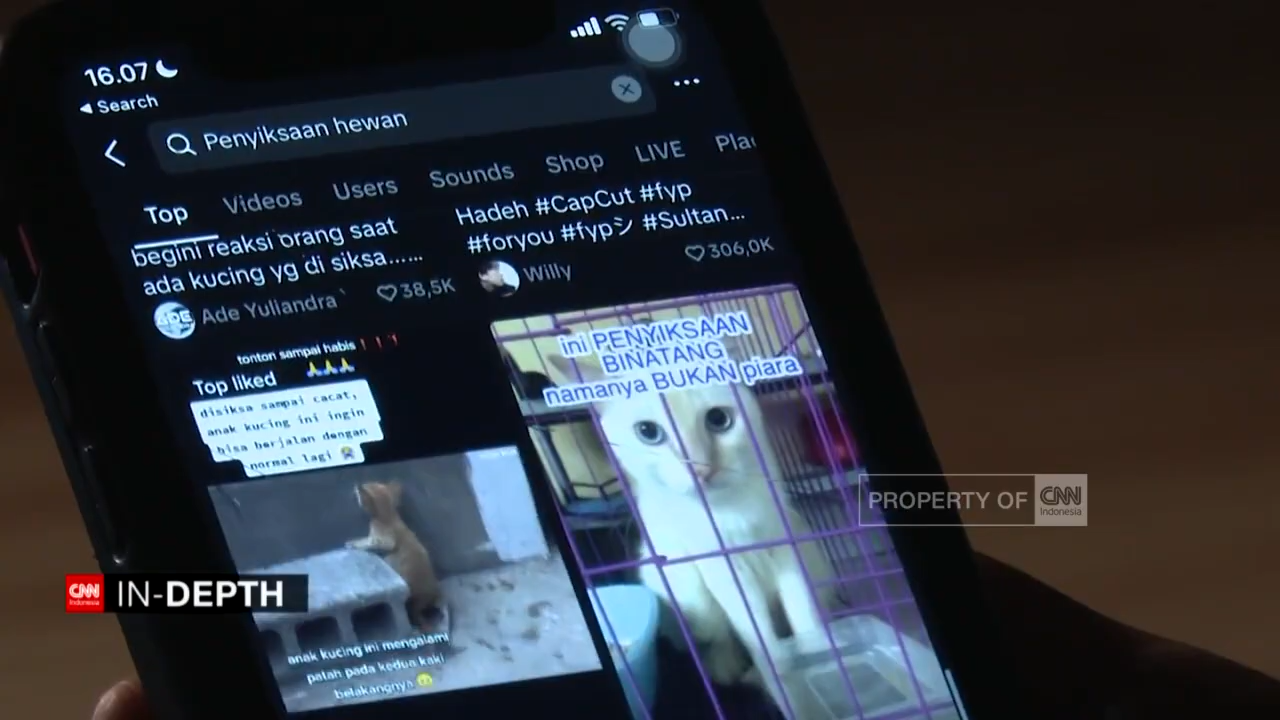 16.07
Search
Penyiksaan hewan
Top Videos Users Sounds Shop LIVE Plac
begini reaksi orang saat
ada kucing yg di siksa......
Ade Yuliandra` 38,5K
Hadeh #CapCut #fyp
#foryou #fypシ #Sultan...
Willy 306,0K
tonton sampai habis❗❗❗
🙏🙏🙏
Top liked
disiksa sampai cacat,
anak kucing ini ingin
bisa berjalan dengan
normal lagi 😭
anak kucing ini mengalami
patah pada kedua kaki
belakangnya
ini PENYIKSAAN
BINATANG
namanya BUKAN piara
PROPERTY OF CNN Indonesia
CNN Indonesia IN-DEPTH